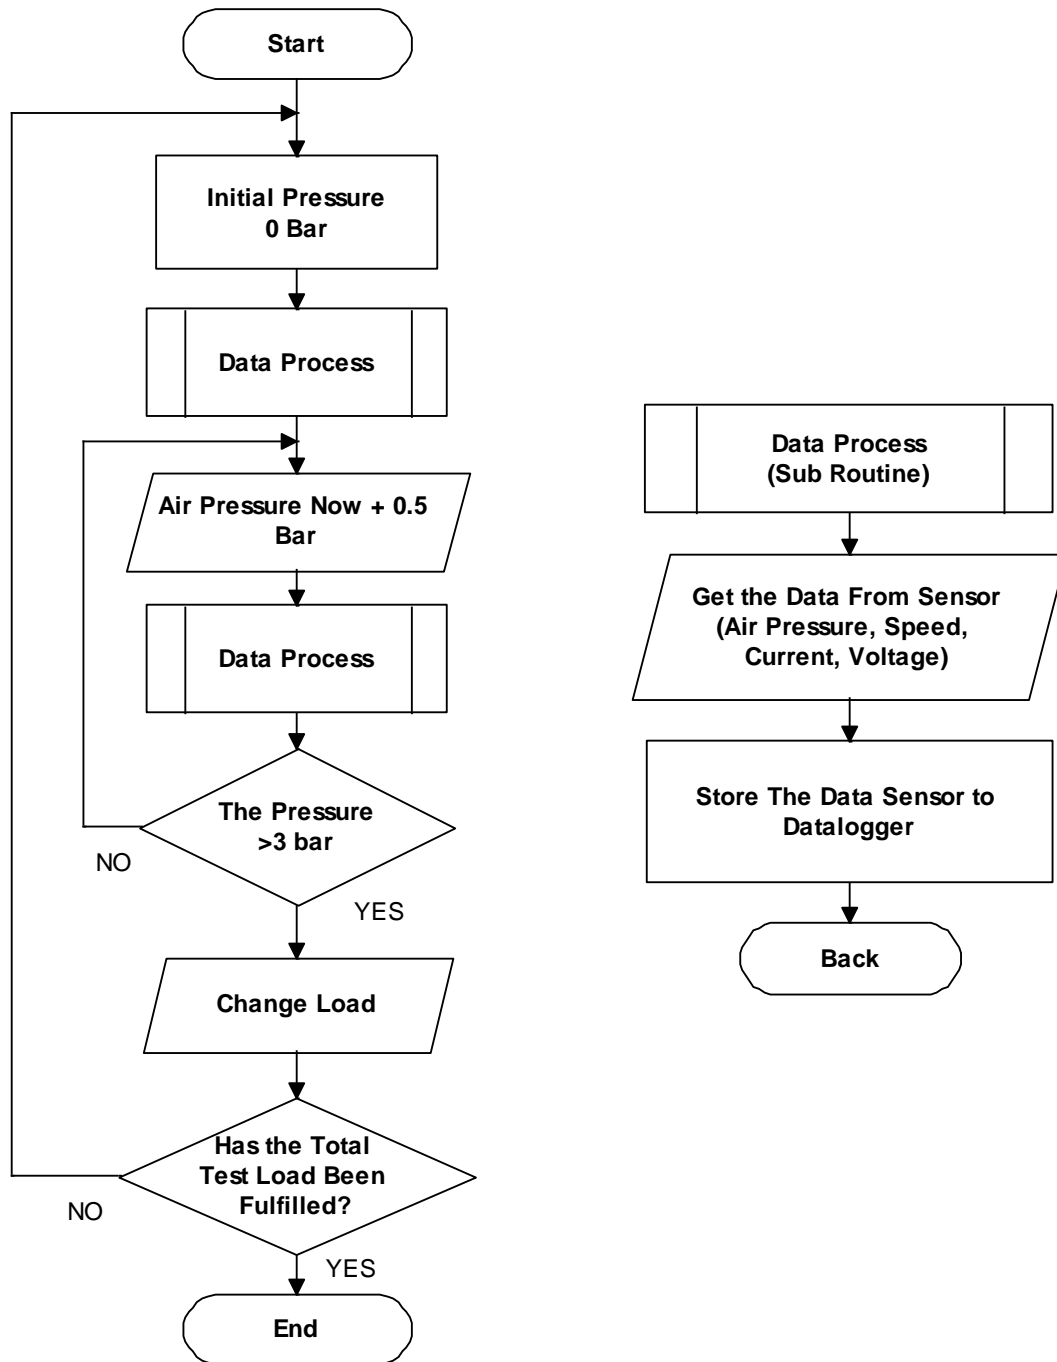 Start
Initial Pressure
0 Bar
Data Process
Air Pressure Now + 0.5
Bar
Data Process
The Pressure
>3 bar
NO
YES
Change Load
Has the Total
Test Load Been
Fulfilled?
NO
YES
End
Data Process
(Sub Routine)
Get the Data From Sensor
(Air Pressure, Speed,
Current, Voltage)
Store The Data Sensor to
Datalogger
Back